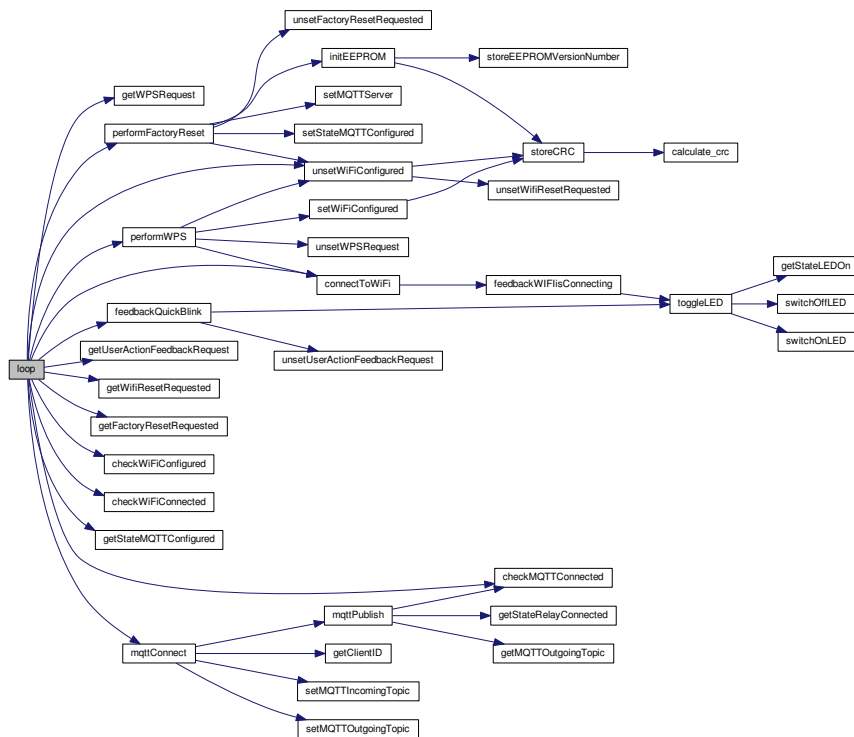 unsetFactoryResetRequested
initEEPROM
storeEEPROMVersionNumber
getWPSRequest
setMQTTServer
performFactoryReset
setStateMQTTConfigured
storeCRC
calculate_crc
unsetWiFiConfigured
unsetWifiResetRequested
setWiFiConfigured
performWPS
unsetWPSRequest
getStateLEDOn
connectToWiFi
feedbackWIFIisConnecting
toggleLED
switchOffLED
feedbackQuickBlink
switchOnLED
getUserActionFeedbackRequest
unsetUserActionFeedbackRequest
loop
getWifiResetRequested
getFactoryResetRequested
checkWiFiConfigured
checkWiFiConnected
getStateMQTTConfigured
checkMQTTConnected
mqttPublish
getStateRelayConnected
mqttConnect
getClientID
getMQTTOutgoingTopic
setMQTTIncomingTopic
setMQTTOutgoingTopic